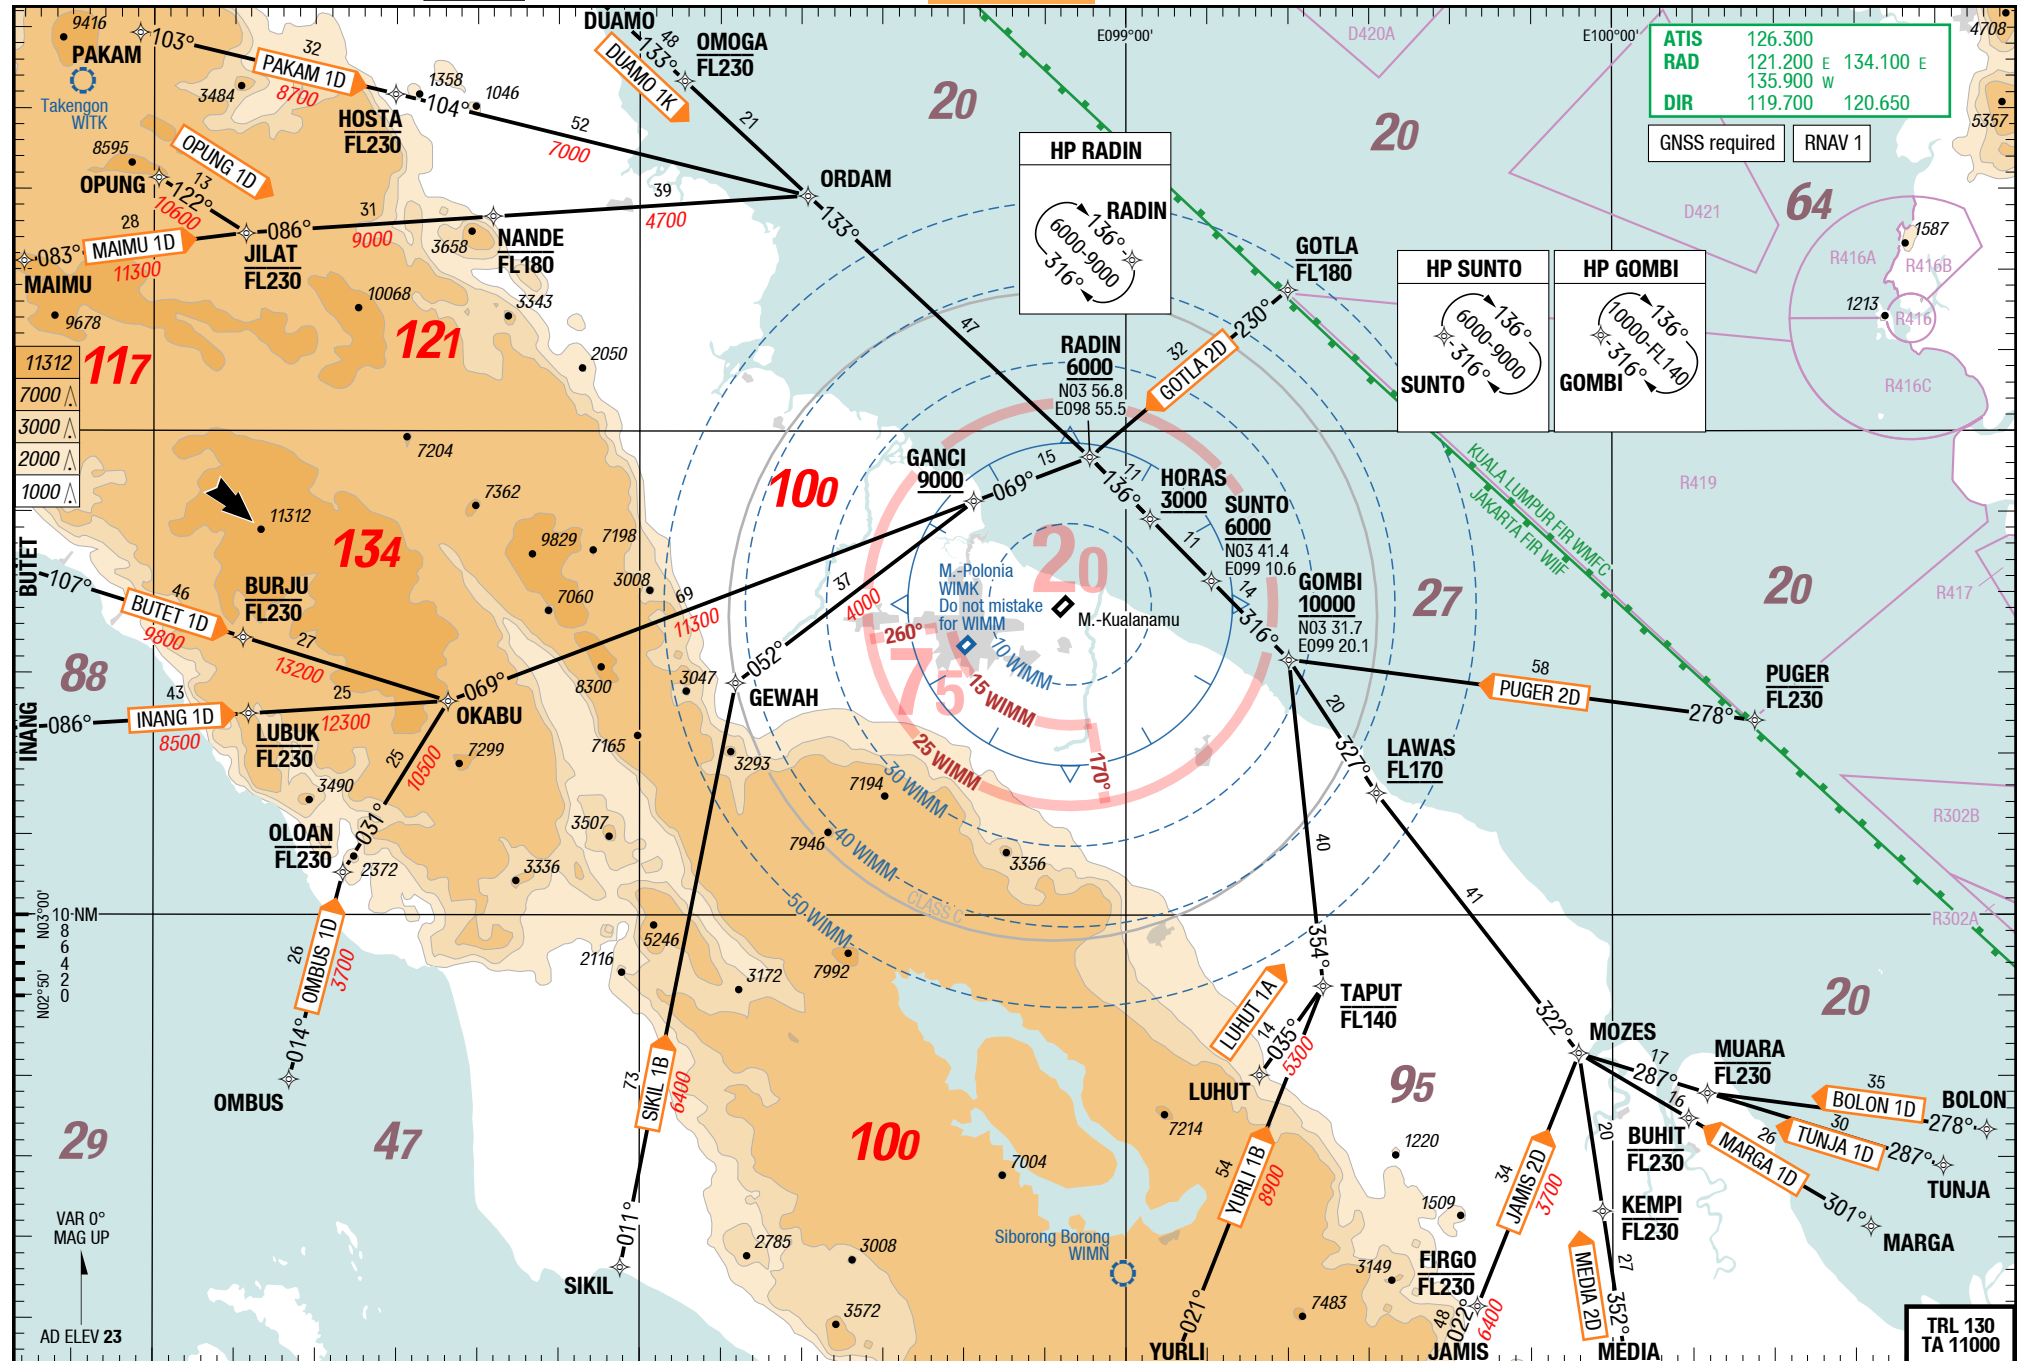 9416
PAKAM
103°
32
PAKAM 1D
8700
Takengon
WITK
3484
1358
1046
HOSTA
FL230
104°
52
7000
DUAMO
48
133°
DUAMO 1K
OMOGA
FL230
21
20
E099°00'
D420A
E100°00'
20
ATIS 126.300
RAD 121.200 E 134.100 E
135.900 W
DIR 119.700 120.650
GNSS required
RNAV 1
4708
5357
8595
OPUNG 1D
OPUNG
13
122°
10600
28
083°
MAIMU 1D
11300
MAIMU
JILAT
FL230
086°
31
9000
3658
NANDE
FL180
39
4700
ORDAM
133°
47
HP RADIN
RADIN
136°
6000-9000
316°
GOTLA
FL180
230°
32
GOTLA 2D
HP SUNTO
136°
6000-9000
316°
SUNTO
HP GOMBI
136°
10000-FL140
316°
GOMBI
D421
64
1587
R416A
R416B
1213
R416
R416C
9678
10068
121
3343
2050
117
11312
7000
3000
2000
1000
RADIN
6000
N03 56.8
E098 55.5
7204
7362
11312
134
9829
7198
3008
7060
100
GANCI
9000
069°
15
11
136°
HORAS
3000
11
SUNTO
6000
N03 41.4
E099 10.6
14
316°
GOMBI
10000
N03 31.7
E099 20.1
27
KUALA LUMPUR FIR WMFC
JAKARTA FIR WIIF
R419
R417
20
BUTET
107°
46
BUTET 1D
9800
BURJU
FL230
27
13200
88
INANG
086°
43
INANG 1D
8500
LUBUK
FL230
25
12300
069°
OKABU
69
11300
37
4000
052°
GEWAH
8300
3047
7165
3293
7299
25
10500
3490
031°
OLOAN
FL230
2372
3507
3336
M.-Polonia
WIMK
Do not mistake
for WIMM
20
M.-Kualanamu
260°
75
10 WIMM
15 WIMM
25 WIMM
170°
30 WIMM
40 WIMM
50 WIMM
CLASS C
7194
7946
3356
7992
58
PUGER 2D
278°
PUGER
FL230
20
327°
LAWAS
FL170
40
41
354°
322°
R302B
R302A
N03°00'
10 NM
8
6
4
2
0
N02°50'
26
OMBUS 1D
3700
014°
OMBUS
5246
2116
3172
73
SIKIL 1B
6400
011°
SIKIL
29
47
100
7004
LUHUT 1A
14
035°
5300
LUHUT
TAPUT
FL140
7214
54
YURLI 1B
8900
021°
YURLI
95
1220
1509
3149
7483
MOZES
17
287°
MUARA
FL230
20
35
BOLON 1D
BOLON
278°
30
TUNJA 1D
287°
TUNJA
16
BUHIT
FL230
26
MARGA 1D
301°
MARGA
34
JAMIS 2D
3700
20
KEMPI
FL230
27
MEDIA 2D
352°
MEDIA
FIRGO
FL230
48
022°
6400
JAMIS
2785
3008
3572
Siborong Borong
WIMN
VAR 0°
MAG UP
AD ELEV 23
TRL 130
TA 11000